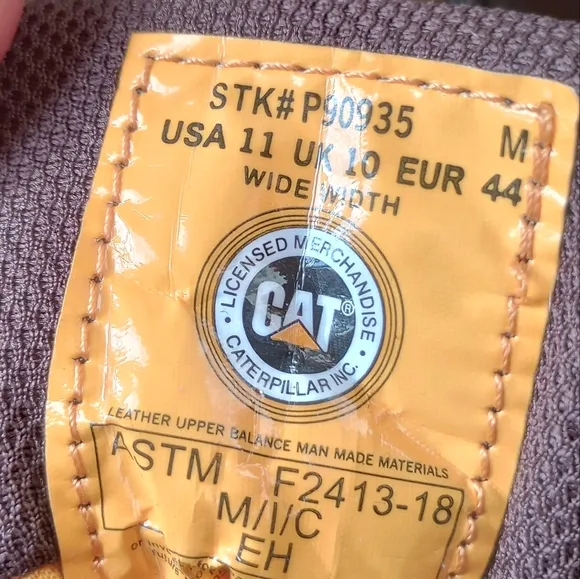 STK# P90935 M
USA 11 UK 10 EUR 44
WIDE WIDTH
LICENSED MERCHANDISE
CAT®
CATERPILLAR INC.
LEATHER UPPER BALANCE MAN MADE MATERIALS
ASTM F2413-18
M/I/C
EH